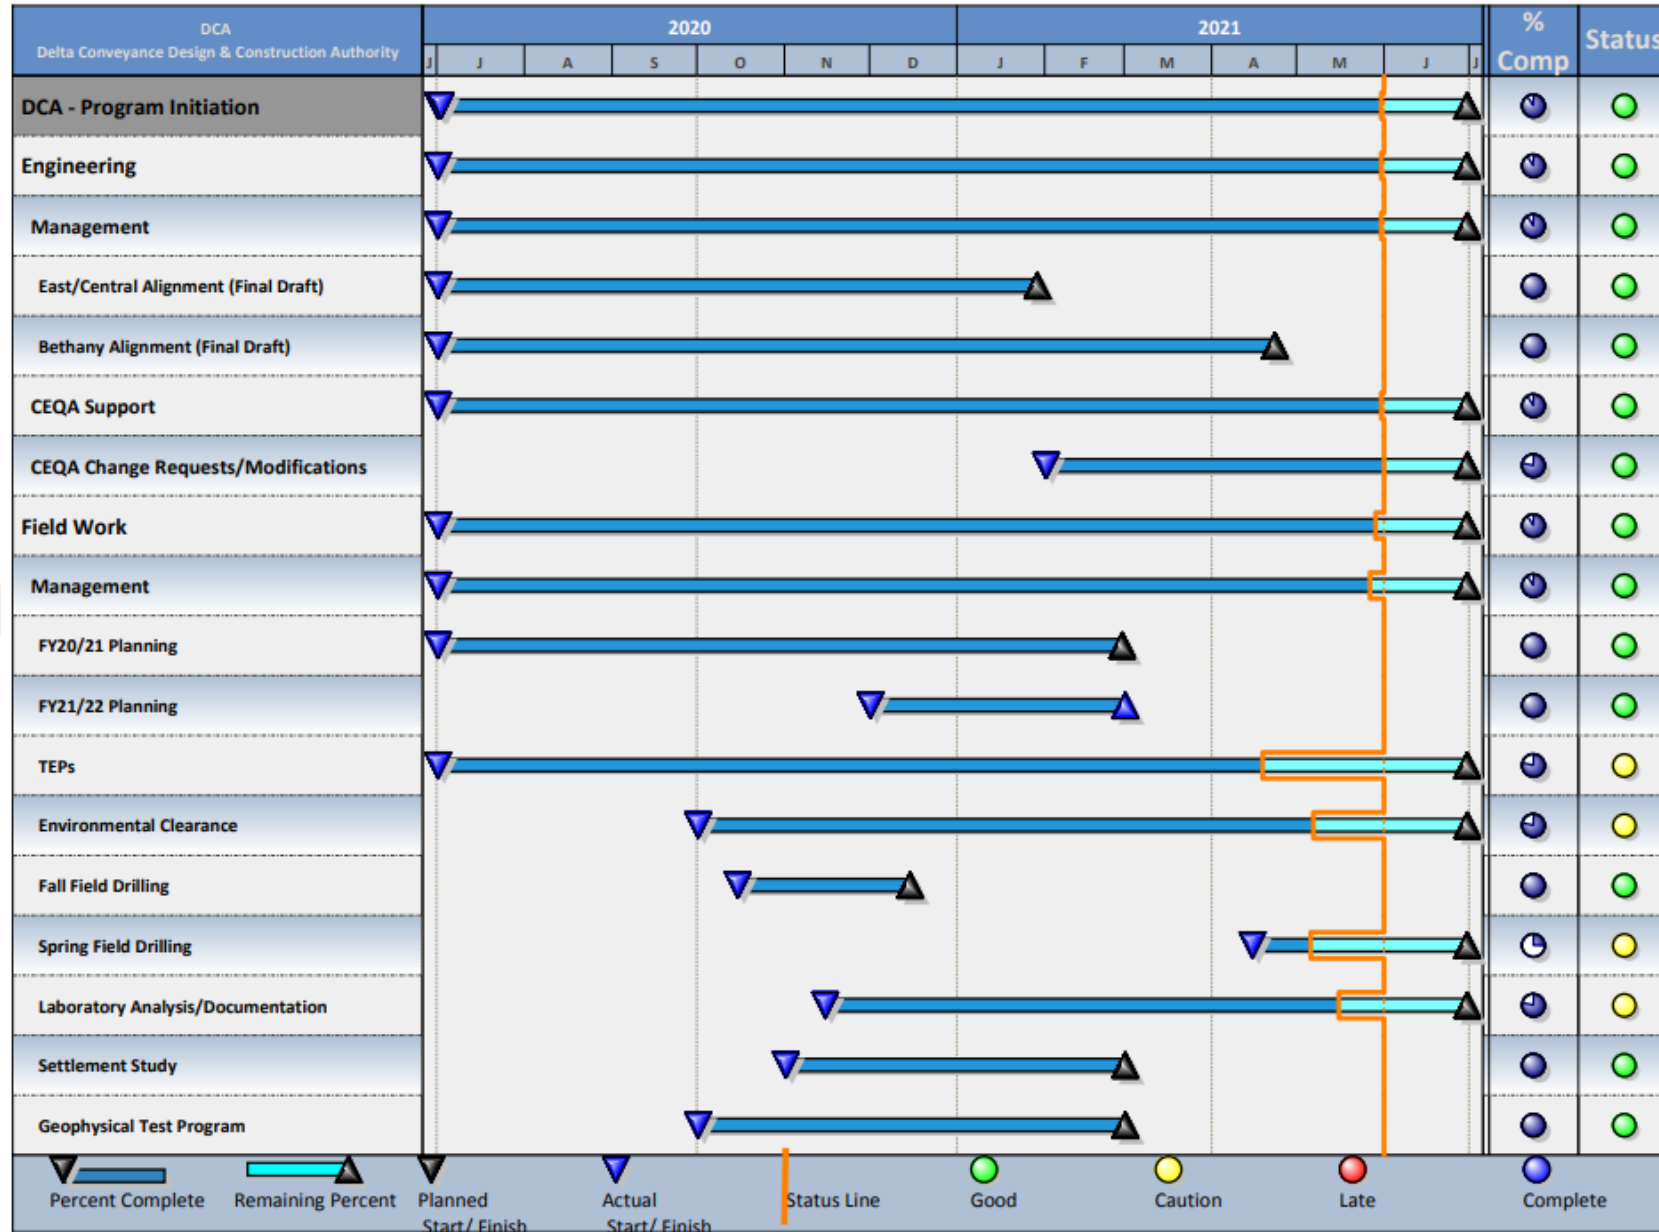 DCA
Delta Conveyance Design & Construction Authority
2020
2021
%
Comp
Status
J J A S O N D J F M A M J J
DCA - Program Initiation
Engineering
Management
East/Central Alignment (Final Draft)
Bethany Alignment (Final Draft)
CEQA Support
CEQA Change Requests/Modifications
Field Work
Management
FY20/21 Planning
FY21/22 Planning
TEPs
Environmental Clearance
Fall Field Drilling
Spring Field Drilling
Laboratory Analysis/Documentation
Settlement Study
Geophysical Test Program
Percent Complete
Remaining Percent
Planned
Start/ Finish
Actual
Start/ Finish
Status Line
Good
Caution
Late
Complete